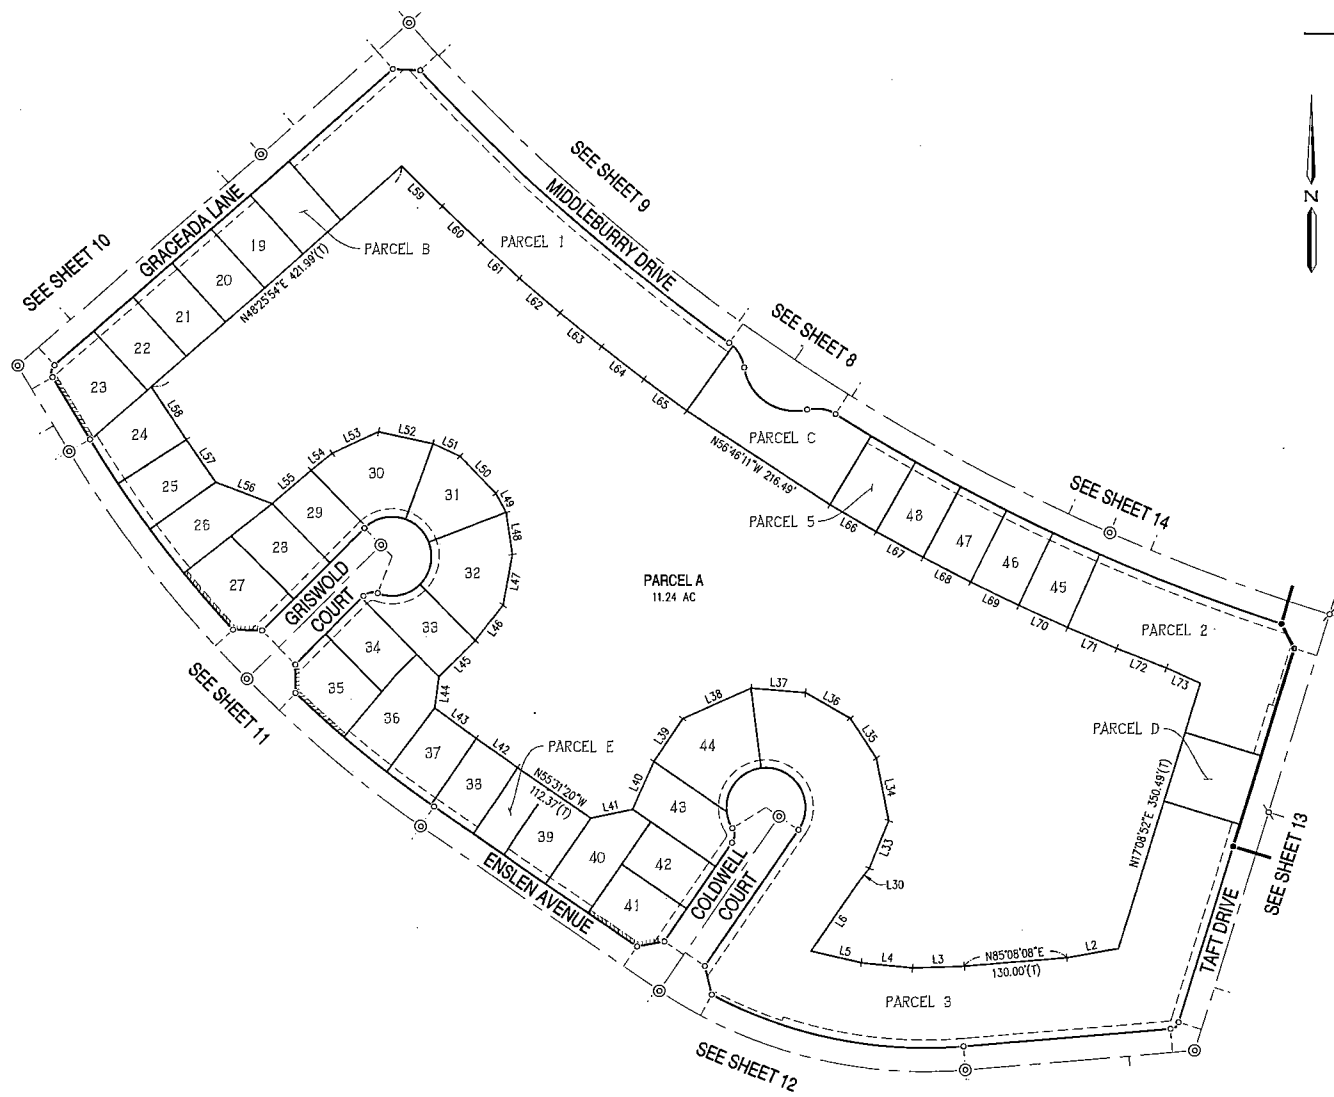 SEE SHEET 9
MIDDLEBURRY DRIVE
GRACEADA LANE
SEE SHEET 10
N
L59
L60
L61
L62
L63
L64
L65
PARCEL 1
PARCEL B
19
20
21
22
23
N48°25'54"E 421.99'(T)
SEE SHEET 8
PARCEL C
N56°46'11"W 216.49'
PARCEL 5
24
25
26
27
28
29
30
31
32
33
34
35
36
37
38
L58
L57
L56
L55
L54
L53
L52
L51
L50
L49
L48
L47
L46
L45
L44
L43
L42
GRISWOLD
COURT
PARCEL A
11.24 AC
SEE SHEET 14
48
47
46
45
L66
L67
L68
L69
L70
L71
L72
L73
PARCEL 2
PARCEL D
SEE SHEET 11
PARCEL E
N55°31'20"W
112.37'(T)
39
40
41
42
43
44
L41
L40
L39
L38
L37
L36
L35
L34
L33
L30
L6
L5
L4
L3
N85°08'08"E
130.00'(T)
L2
N17°08'52"E 350.49'(T)
ENSLEN AVENUE
COLDWELL
COURT
TAFT DRIVE
SEE SHEET 13
PARCEL 3
SEE SHEET 12